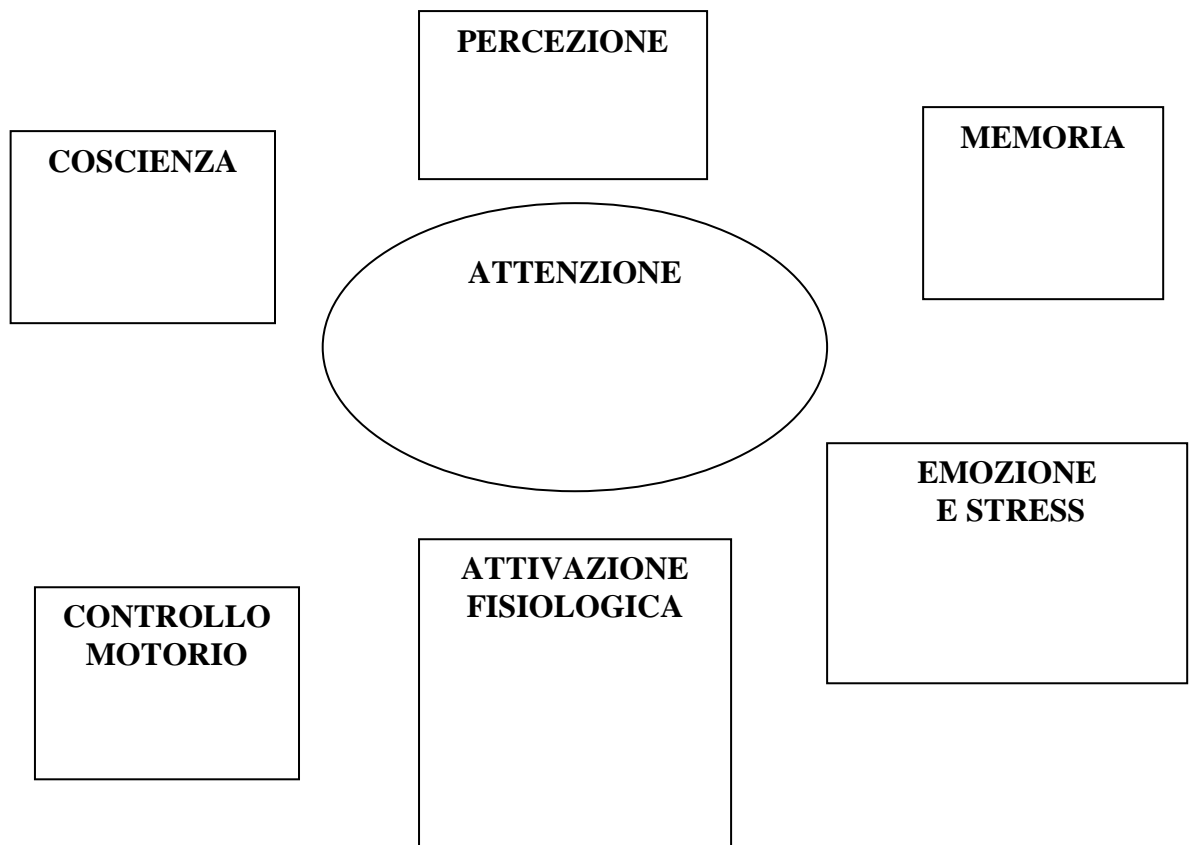 PERCEZIONE
MEMORIA
COSCIENZA
ATTENZIONE
EMOZIONE
E STRESS
ATTIVAZIONE
FISIOLOGICA
CONTROLLO
MOTORIO